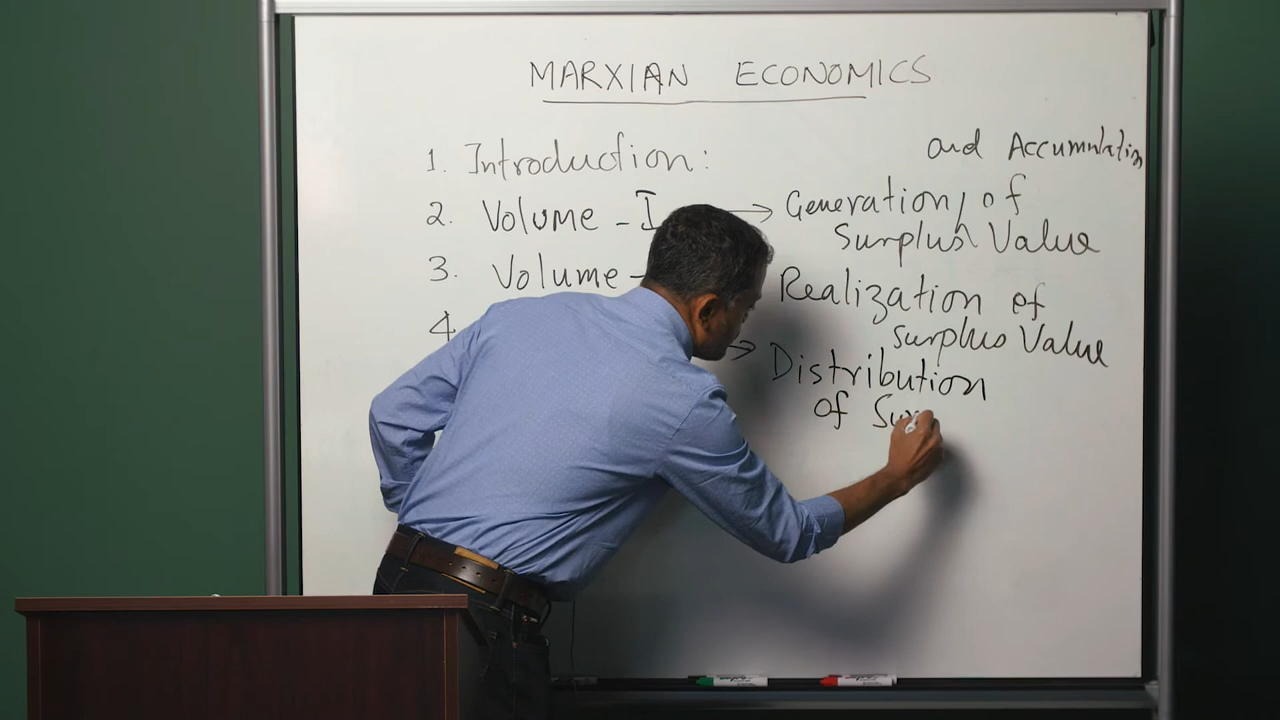 MARXIAN ECONOMICS
1. Introduction:
and Accumulation
2. Volume - I → Generation, of
Surplus Value
3. Volume -
Realization of
Surplus Value
4.
→ Distribution
of Sur